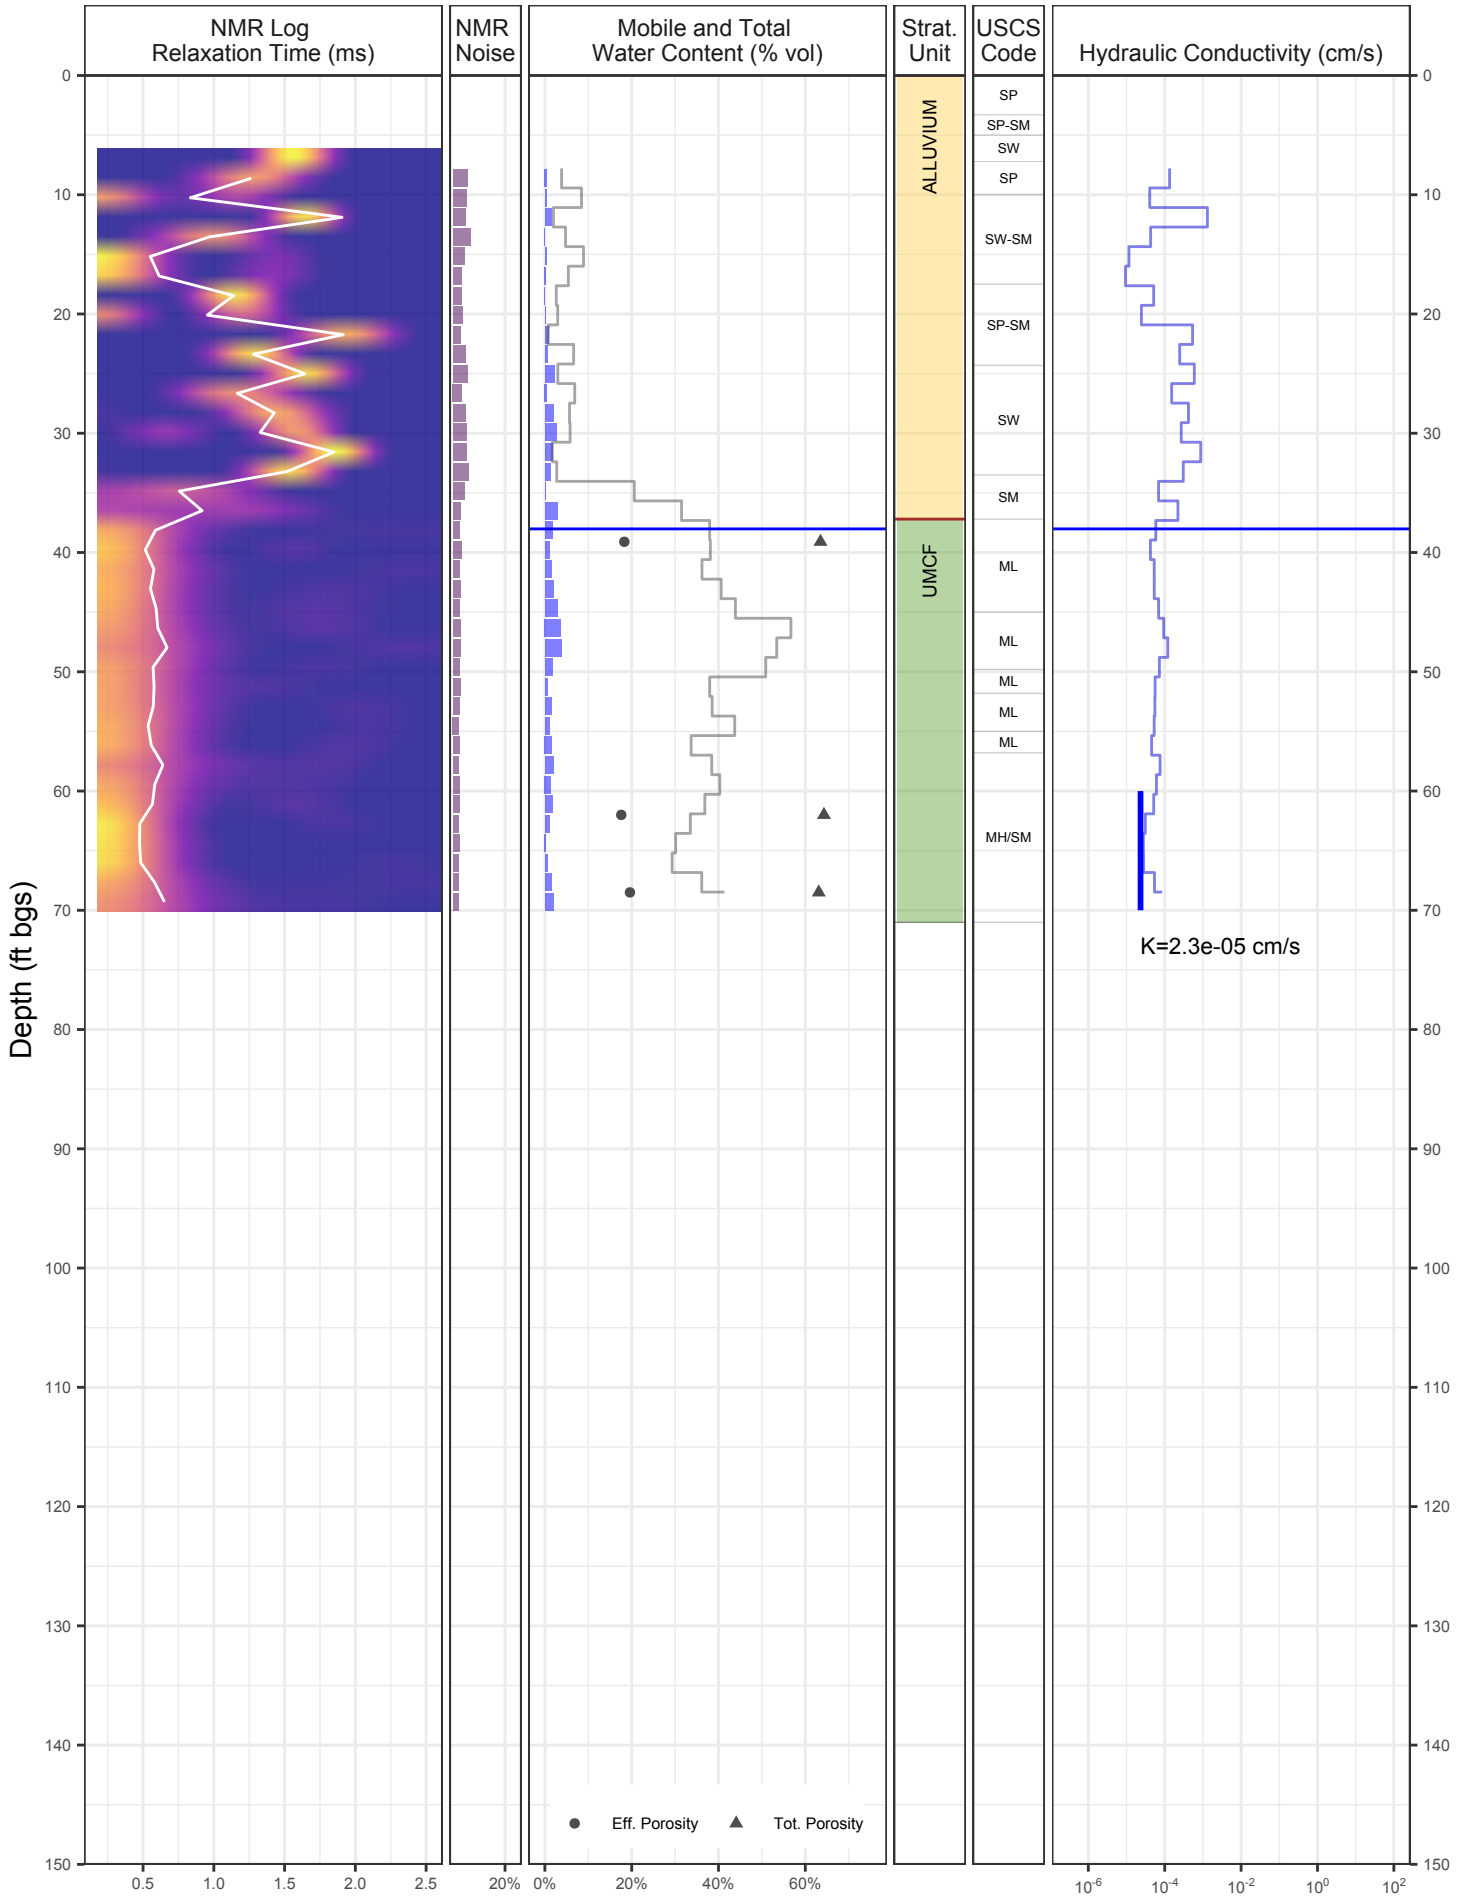 NMR Log
Relaxation Time (ms)
NMR
Noise
Mobile and Total
Water Content (% vol)
Strat.
Unit
USCS
Code
Hydraulic Conductivity (cm/s)
Depth (ft bgs)
0
10
20
30
40
50
60
70
80
90
100
110
120
130
140
150
ALLUVIUM
UMCF
SP
SP-SM
SW
SP
SW-SM
SP-SM
SW
SM
ML
ML
ML
ML
ML
MH/SM
K=2.3e-05 cm/s
0
10
20
30
40
50
60
70
80
90
100
110
120
130
140
150
Eff. Porosity
Tot. Porosity
0.5 1.0 1.5 2.0 2.5
20%
0% 20% 40% 60%
10⁻⁶ 10⁻⁴ 10⁻² 10⁰ 10²